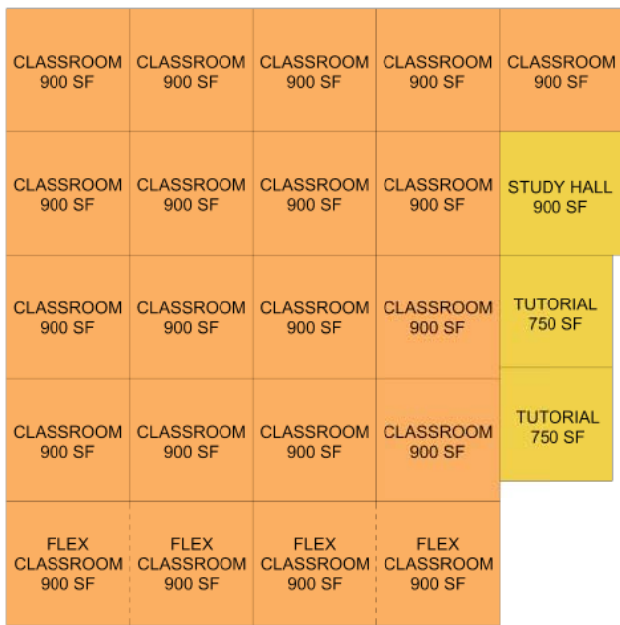 CLASSROOM
900 SF
CLASSROOM
900 SF
CLASSROOM
900 SF
CLASSROOM
900 SF
CLASSROOM
900 SF
CLASSROOM
900 SF
CLASSROOM
900 SF
CLASSROOM
900 SF
CLASSROOM
900 SF
STUDY HALL
900 SF
CLASSROOM
900 SF
CLASSROOM
900 SF
CLASSROOM
900 SF
CLASSROOM
900 SF
TUTORIAL
750 SF
CLASSROOM
900 SF
CLASSROOM
900 SF
CLASSROOM
900 SF
CLASSROOM
900 SF
TUTORIAL
750 SF
FLEX
CLASSROOM
900 SF
FLEX
CLASSROOM
900 SF
FLEX
CLASSROOM
900 SF
FLEX
CLASSROOM
900 SF